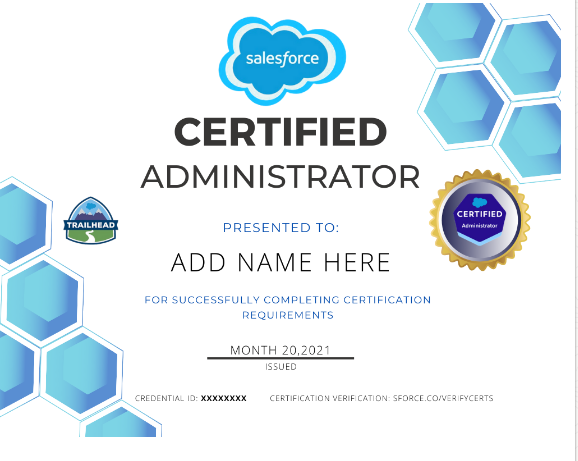 salesforce
CERTIFIED
ADMINISTRATOR
TRAILHEAD
CERTIFIED
Administrator
PRESENTED TO:
ADD NAME HERE
FOR SUCCESSFULLY COMPLETING CERTIFICATION
REQUIREMENTS
MONTH 20,2021
ISSUED
CREDENTIAL ID: XXXXXXXX CERTIFICATION VERIFICATION: SFORCE.CO/VERIFYCERTS